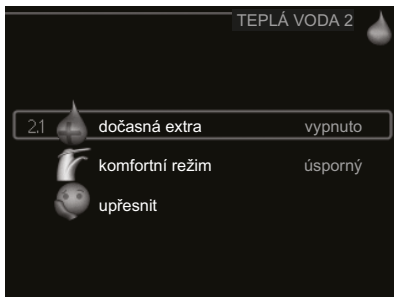 TEPLÁ VODA 2
2.1 dočasná extra vypnuto
komfortní režim úsporný
upřesnit